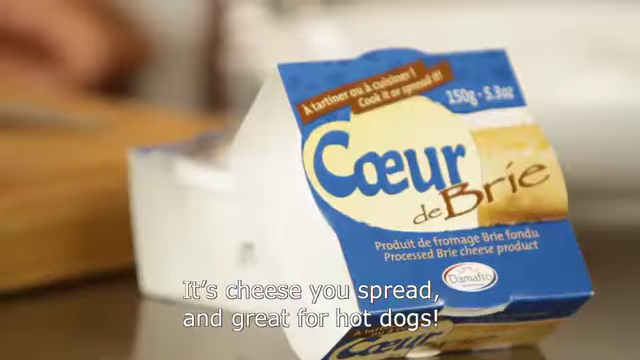 A tartiner ou à cuisiner !
Cook it or spread it!
150g - 5.3oz
Cœur
de Brie
Produit de fromage Brie fondu
Processed Brie cheese product
Damafro
It's cheese you spread,
and great for hot dogs!
Cœur